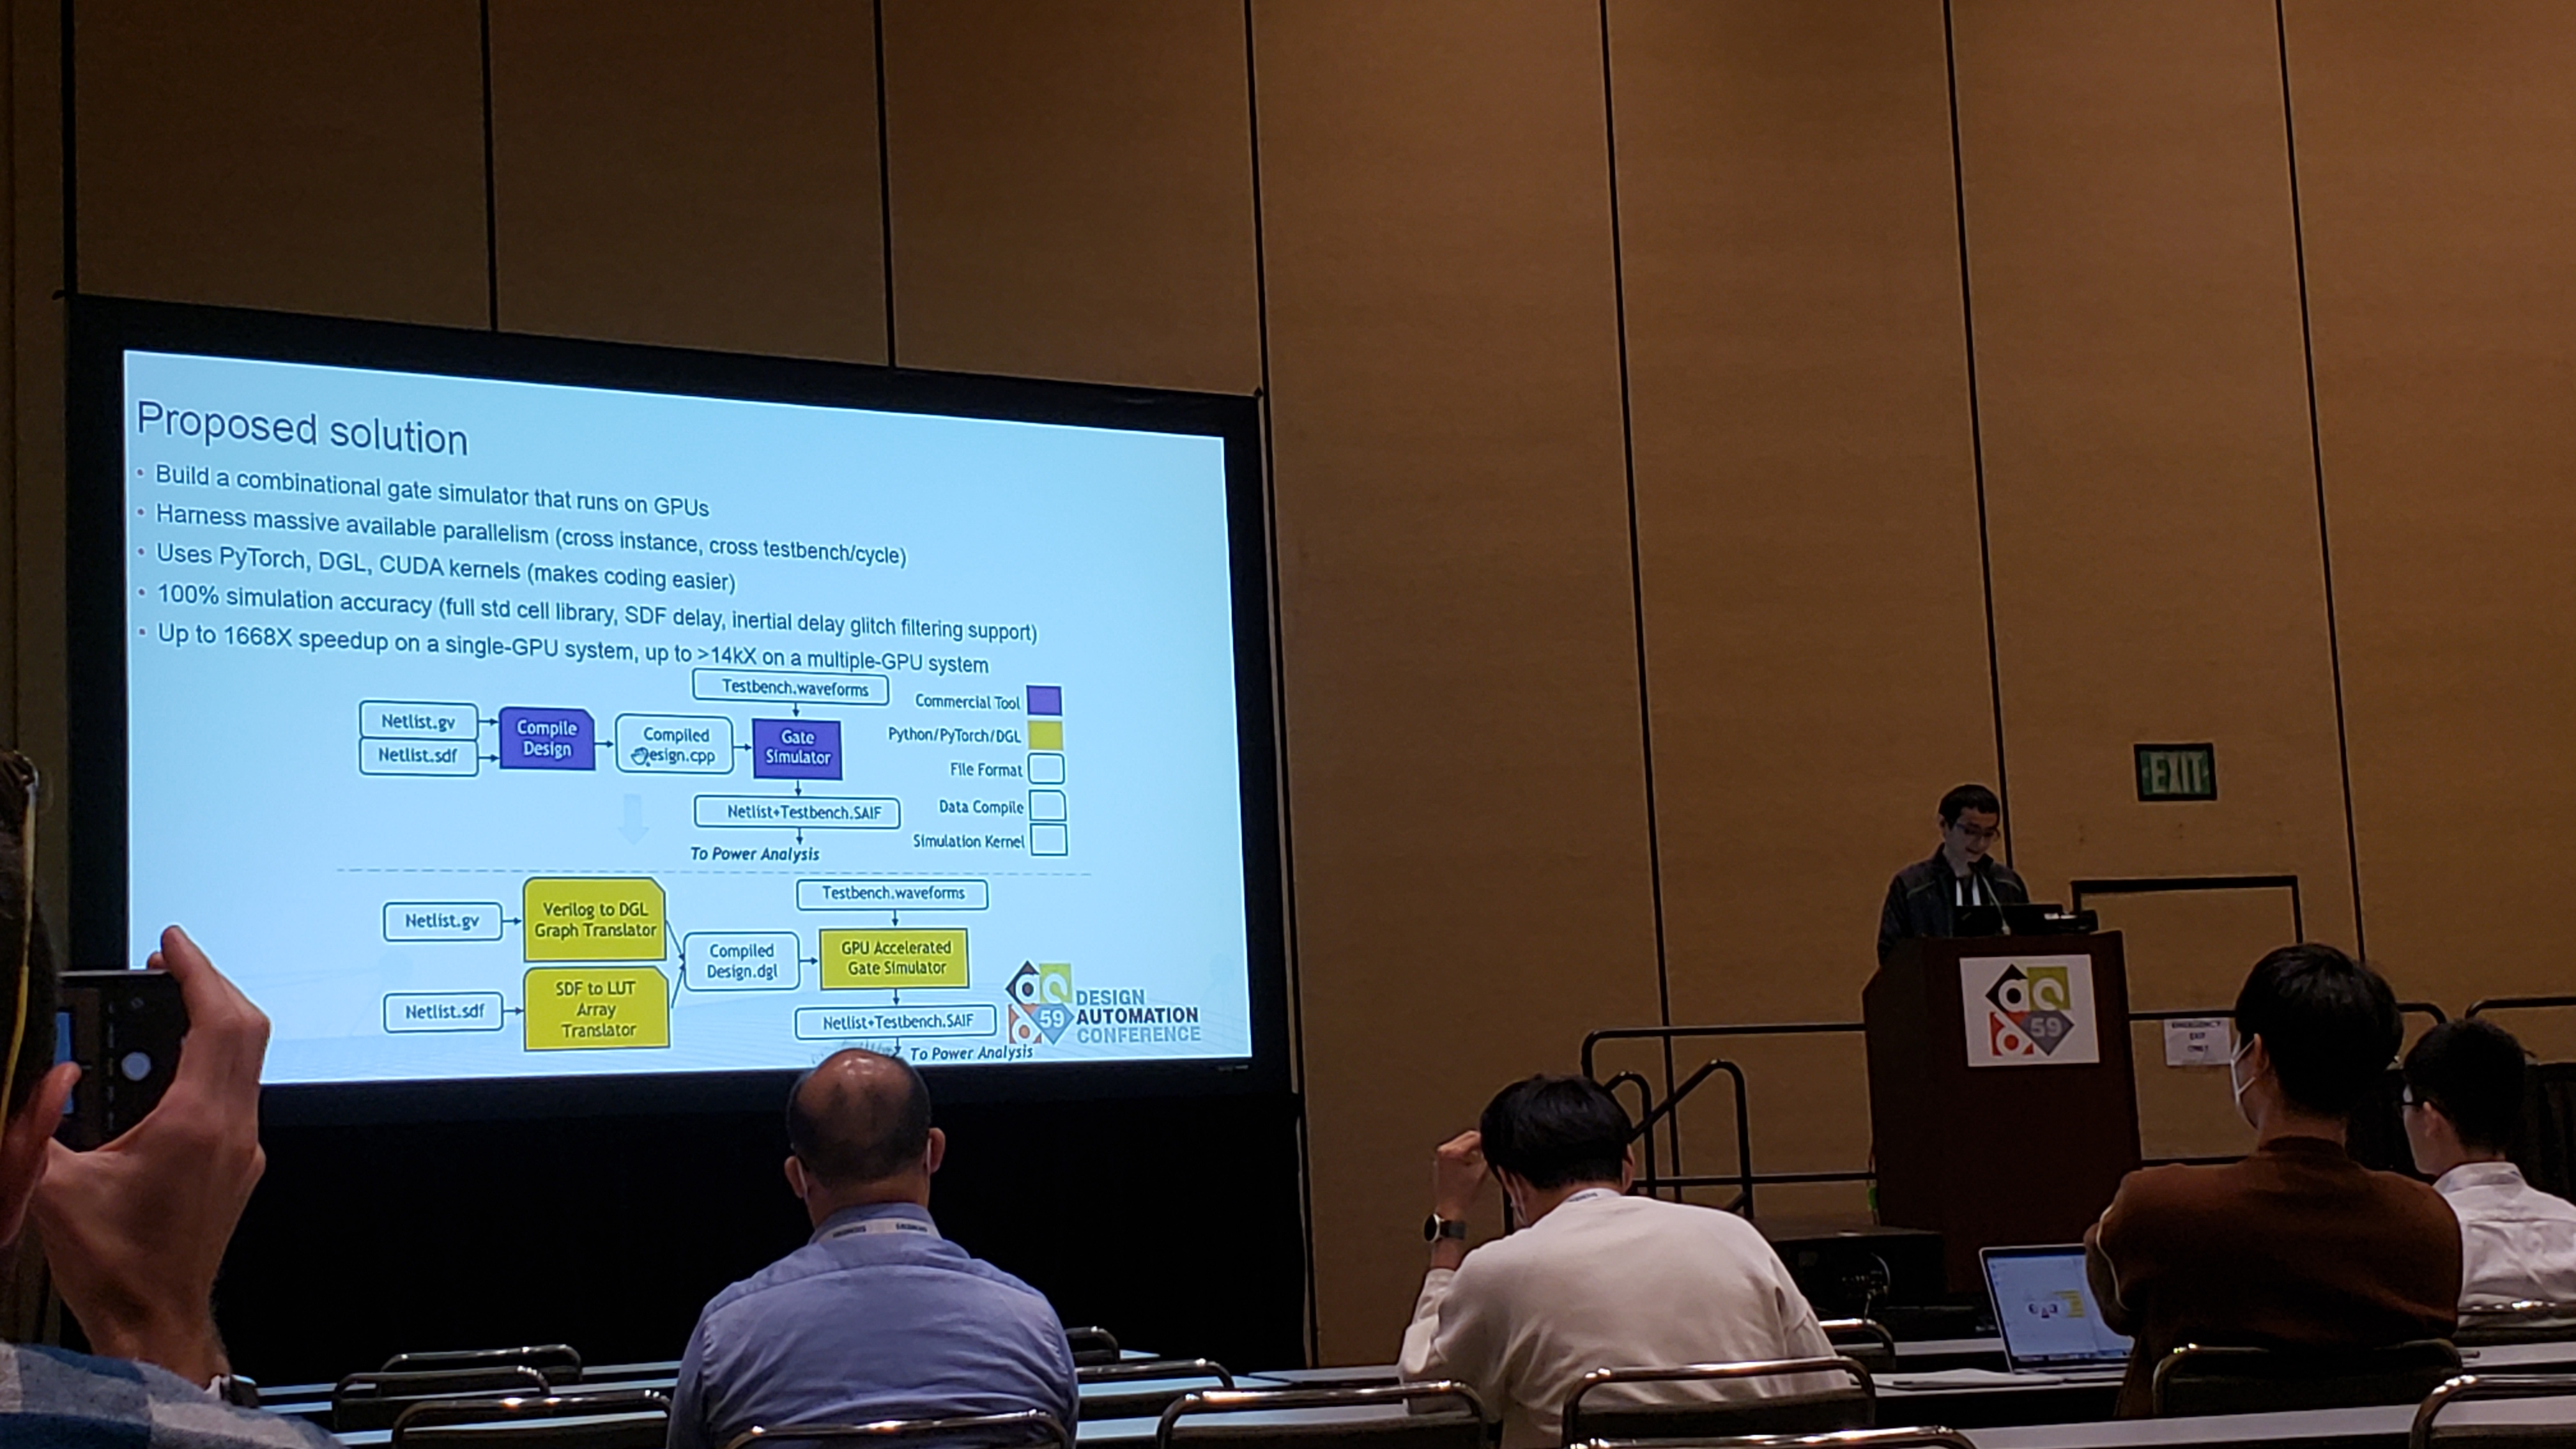 Proposed solution
• Build a combinational gate simulator that runs on GPUs
• Harness massive available parallelism (cross instance, cross testbench/cycle)
• Uses PyTorch, DGL, CUDA kernels (makes coding easier)
• 100% simulation accuracy (full std cell library, SDF delay, inertial delay glitch filtering support)
• Up to 1668X speedup on a single-GPU system, up to >14kX on a multiple-GPU system
Testbench.waveforms
Netlist.gv
Netlist.sdf
Compile
Design
Compiled
esign.cpp
Gate
Simulator
Netlist+Testbench.SAIF
To Power Analysis
Commercial Tool
Python/PyTorch/DGL
File Format
Data Compile
Simulation Kernel
Netlist.gv
Verilog to DGL
Graph Translator
Netlist.sdf
SDF to LUT
Array
Translator
Compiled
Design.dgl
Testbench.waveforms
GPU Accelerated
Gate Simulator
Netlist+Testbench.SAIF
To Power Analysis
59
DESIGN
AUTOMATION
CONFERENCE
EXIT
59
EMERGENCY
EXIT
ONLY